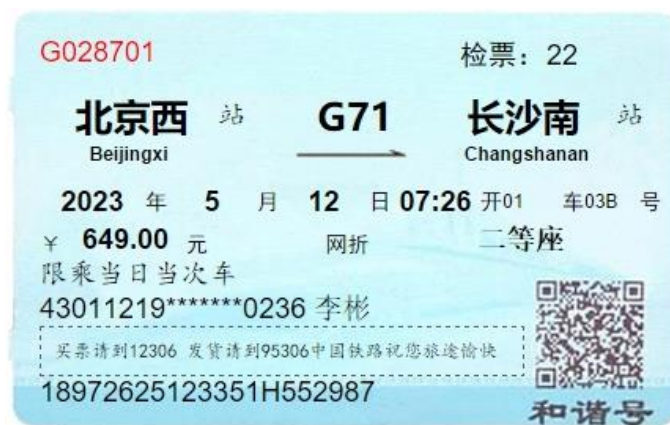 G028701 检票：22
北京西 站 G71 长沙南 站
Beijingxi Changshanan
2023 年 5 月 12 日 07:26 开01 车03B 号
￥ 649.00 元 网折 二等座
限乘当日当次车
43011219*******0236 李彬
买票请到12306 发货请到95306中国铁路祝您旅途愉快
18972625123351H552987
和谐号